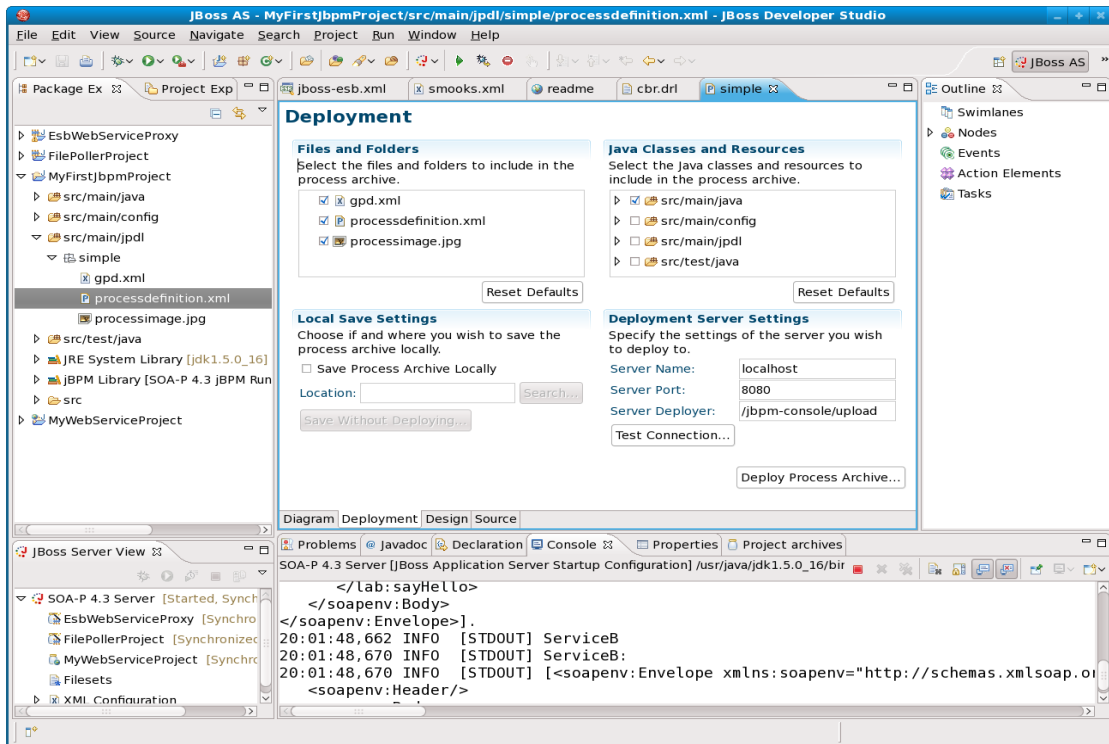 JBoss AS - MyFirstJbpmProject/src/main/jpdl/simple/processdefinition.xml - JBoss Developer Studio
File Edit View Source Navigate Search Project Run Window Help
JBoss AS »
Package Ex Project Exp
EsbWebServiceProxy
FilePollerProject
MyFirstJbpmProject
src/main/java
src/main/config
src/main/jpdl
simple
gpd.xml
processdefinition.xml
processimage.jpg
src/test/java
JRE System Library [jdk1.5.0_16]
jBPM Library [SOA-P 4.3 jBPM Run
src
MyWebServiceProject
jboss-esb.xml smooks.xml readme cbr.drl simple
Deployment
Files and Folders
Select the files and folders to include in the
process archive.
gpd.xml
processdefinition.xml
processimage.jpg
Reset Defaults
Java Classes and Resources
Select the Java classes and resources to
include in the process archive.
src/main/java
src/main/config
src/main/jpdl
src/test/java
Reset Defaults
Local Save Settings
Choose if and where you wish to save the
process archive locally.
Save Process Archive Locally
Location: Search...
Save Without Deploying...
Deployment Server Settings
Specify the settings of the server you wish
to deploy to.
Server Name: localhost
Server Port: 8080
Server Deployer: /jbpm-console/upload
Test Connection...
Deploy Process Archive...
Diagram Deployment Design Source
Outline
Swimlanes
Nodes
Events
Action Elements
Tasks
JBoss Server View
SOA-P 4.3 Server [Started, Synch
EsbWebServiceProxy [Synchro
FilePollerProject [Synchronized
MyWebServiceProject [Synchro
Filesets
XML Configuration
Problems @ Javadoc Declaration Console Properties Project archives
SOA-P 4.3 Server [JBoss Application Server Startup Configuration] /usr/java/jdk1.5.0_16/bir
</lab:sayHello>
</soapenv:Body>
</soapenv:Envelope>].
20:01:48,662 INFO [STDOUT] ServiceB
20:01:48,670 INFO [STDOUT] ServiceB:
20:01:48,670 INFO [STDOUT] [<soapenv:Envelope xmlns:soapenv="http://schemas.xmlsoap.or
<soapenv:Header/>